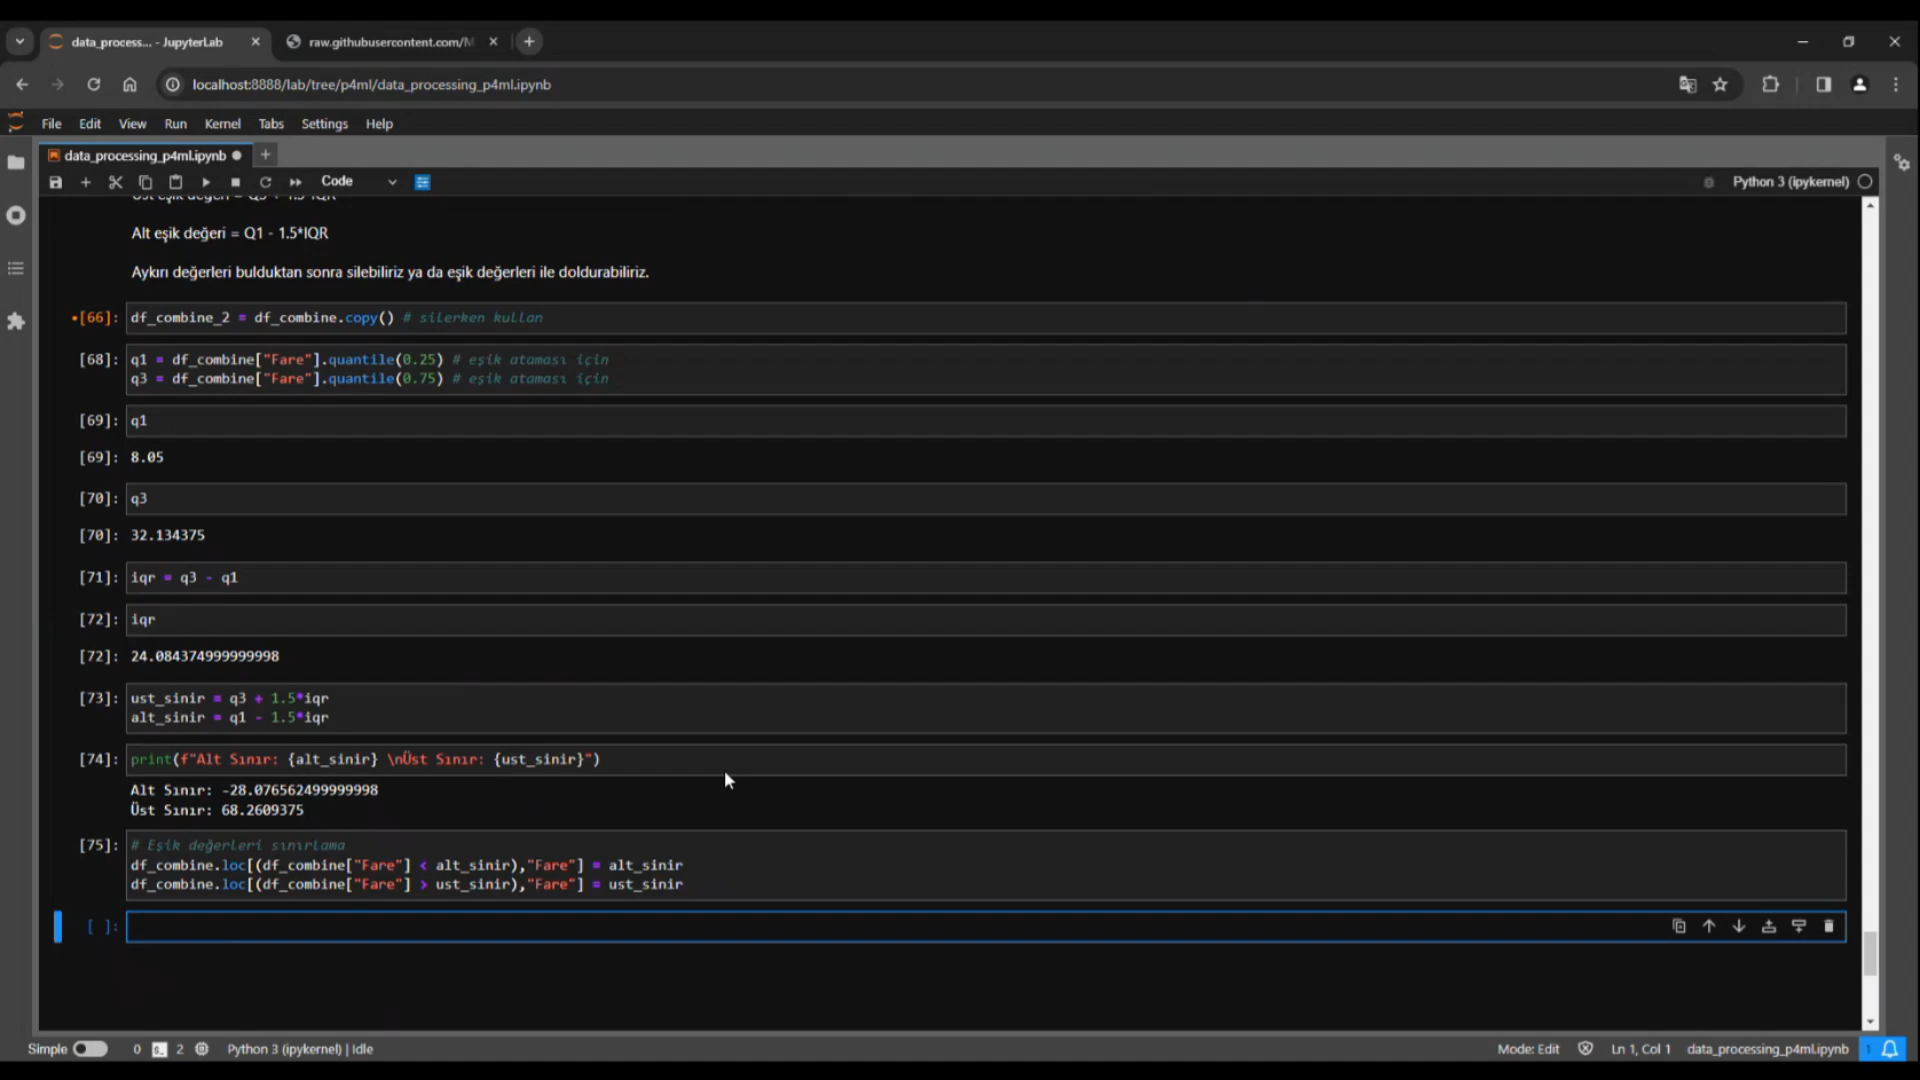 data_process... - JupyterLab
raw.githubusercontent.com/M
localhost:8888/lab/tree/p4ml/data_processing_p4ml.ipynb
File Edit View Run Kernel Tabs Settings Help
data_processing_p4ml.ipynb
Code
Python 3 (ipykernel)
Üst eşik değeri = Q3 + 1.5*IQR
Alt eşik değeri = Q1 - 1.5*IQR
Aykırı değerleri bulduktan sonra silebiliriz ya da eşik değerleri ile doldurabiliriz.
[66]: df_combine_2 = df_combine.copy() # silerken kullan
[68]: q1 = df_combine["Fare"].quantile(0.25) # eşik ataması için
q3 = df_combine["Fare"].quantile(0.75) # eşik ataması için
[69]: q1
[69]: 8.05
[70]: q3
[70]: 32.134375
[71]: iqr = q3 - q1
[72]: iqr
[72]: 24.084374999999998
[73]: ust_sinir = q3 + 1.5*iqr
alt_sinir = q1 - 1.5*iqr
[74]: print(f"Alt Sınır: {alt_sinir} \nÜst Sınır: {ust_sinir}")
Alt Sınır: -28.076562499999998
Üst Sınır: 68.2609375
[75]: # Eşik değerleri sınırlama
df_combine.loc[(df_combine["Fare"] < alt_sinir),"Fare"] = alt_sinir
df_combine.loc[(df_combine["Fare"] > ust_sinir),"Fare"] = ust_sinir
[ ]:
Simple 0 2 Python 3 (ipykernel) | Idle Mode: Edit Ln 1, Col 1 data_processing_p4ml.ipynb 1